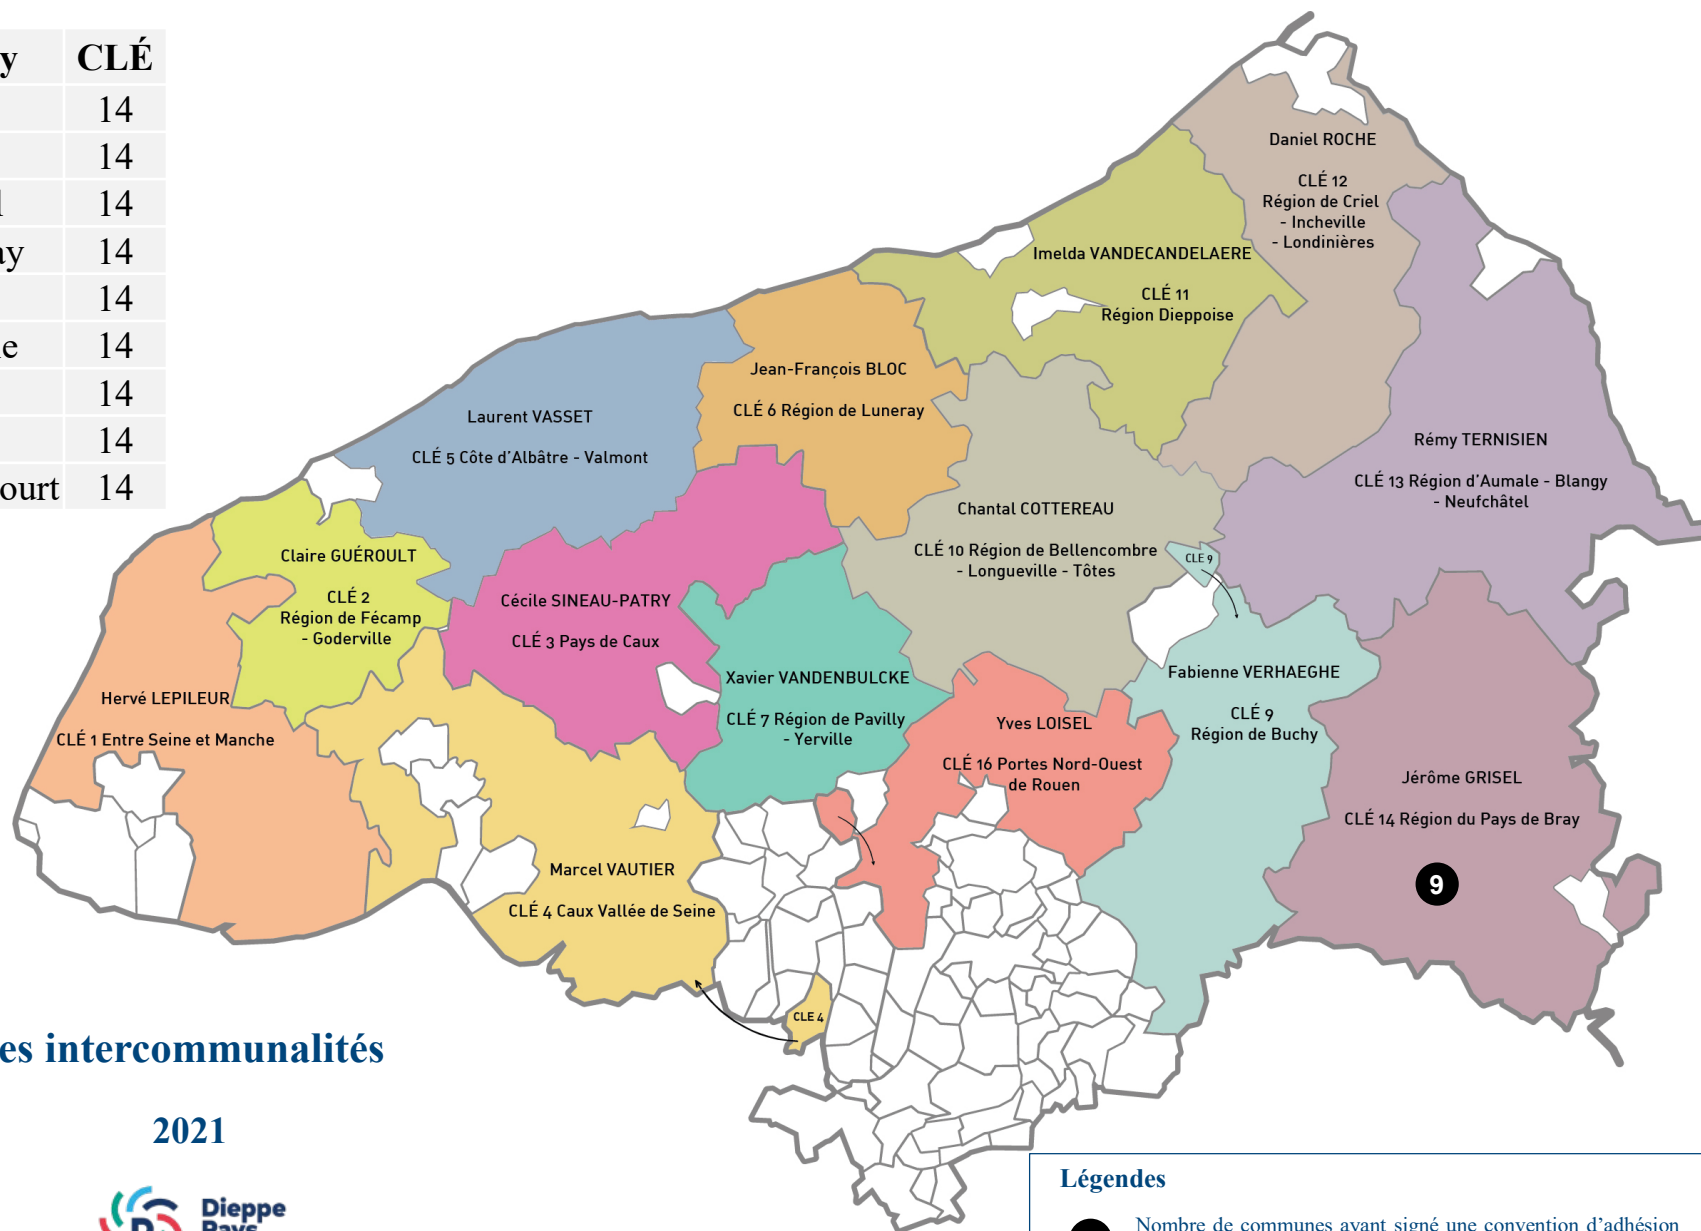 y CLÉ
14
14
l 14
ay 14
14
e 14
14
14
ourt 14
Daniel ROCHE
CLÉ 12
Région de Criel
- Incheville
- Londinières
Imelda VANDECANDELAERE
CLÉ 11
Région Dieppoise
Jean-François BLOC
CLÉ 6 Région de Luneray
Laurent VASSET
CLÉ 5 Côte d'Albâtre - Valmont
Rémy TERNISIEN
CLÉ 13 Région d'Aumale - Blangy
- Neufchâtel
Chantal COTTEREAU
CLÉ 10 Région de Bellencombre
- Longueville - Tôtes
CLE 9
Claire GUÉROULT
CLÉ 2
Région de Fécamp
- Goderville
Cécile SINEAU-PATRY
CLÉ 3 Pays de Caux
Xavier VANDENBULCKE
CLÉ 7 Région de Pavilly
- Yerville
Fabienne VERHAEGHE
CLÉ 9
Région de Buchy
Hervé LEPILEUR
CLÉ 1 Entre Seine et Manche
Yves LOISEL
CLÉ 16 Portes Nord-Ouest
de Rouen
Jérôme GRISEL
CLÉ 14 Région du Pays de Bray
9
Marcel VAUTIER
CLÉ 4 Caux Vallée de Seine
CLE 4
es intercommunalités
2021
Dieppe
Pays
Légendes
Nombre de communes ayant signé une convention d'adhésion